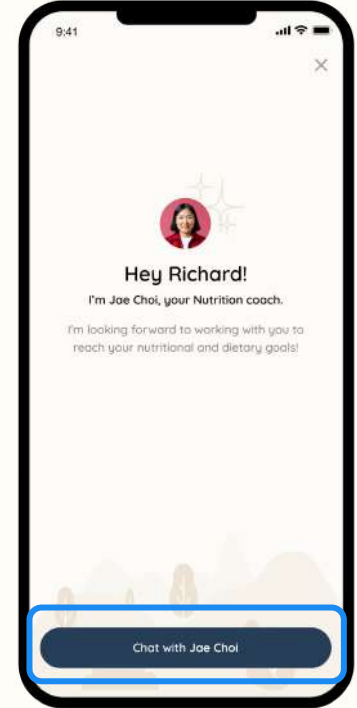 9:41
Hey Richard!
I'm Jae Choi, your Nutrition coach.
I'm looking forward to working with you to
reach your nutritional and dietary goals!
Chat with Jae Choi